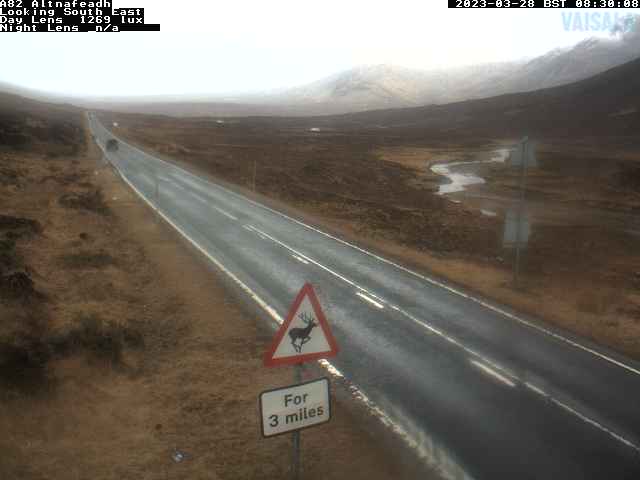 A82 Altnafeadh
Looking South East
Day Lens 1269 lux
Night Lens n/a
2023-03-28 BST 08:30:08
VAISALA
For
3 miles